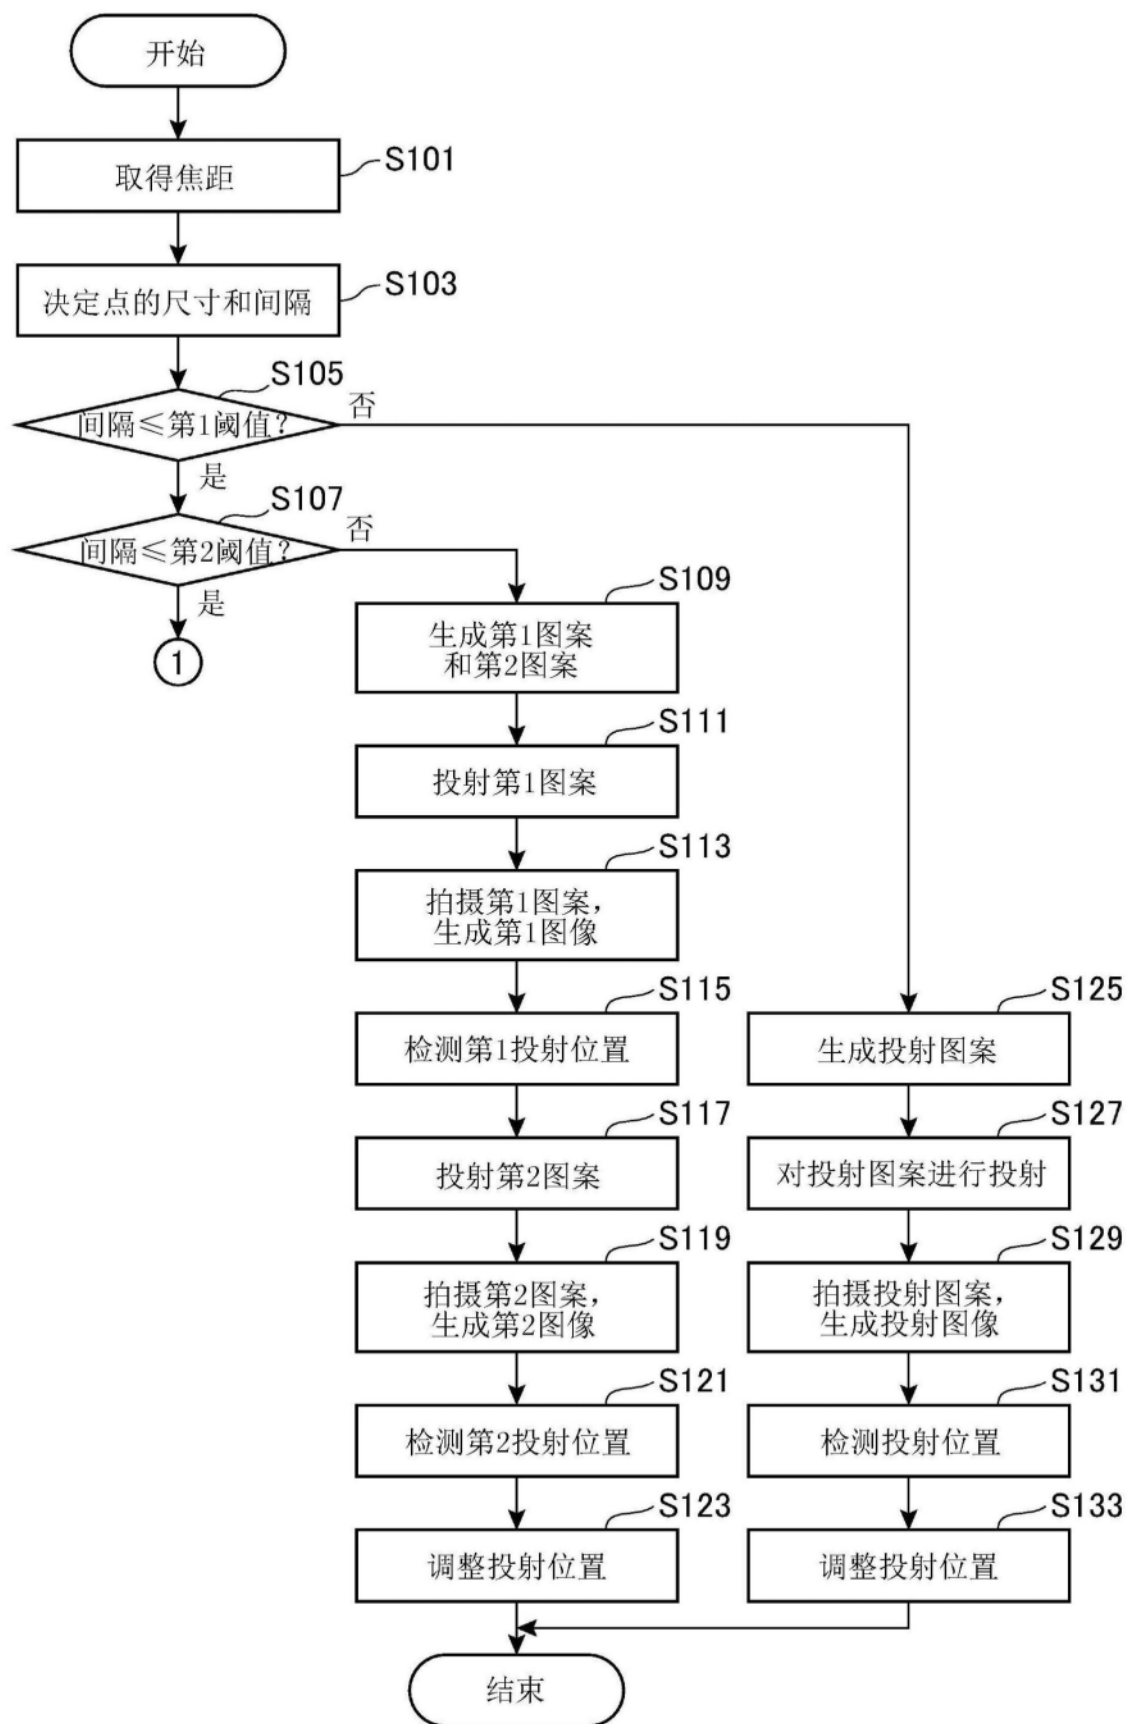 开始
取得焦距
S101
决定点的尺寸和间隔
S103
S105
间隔≤第1阈值?
否
是
S107
间隔≤第2阈值?
否
是
1
S109
生成第1图案
和第2图案
S111
投射第1图案
S113
拍摄第1图案，
生成第1图像
S115
检测第1投射位置
S117
投射第2图案
S119
拍摄第2图案，
生成第2图像
S121
检测第2投射位置
S123
调整投射位置
S125
生成投射图案
S127
对投射图案进行投射
S129
拍摄投射图案，
生成投射图像
S131
检测投射位置
S133
调整投射位置
结束